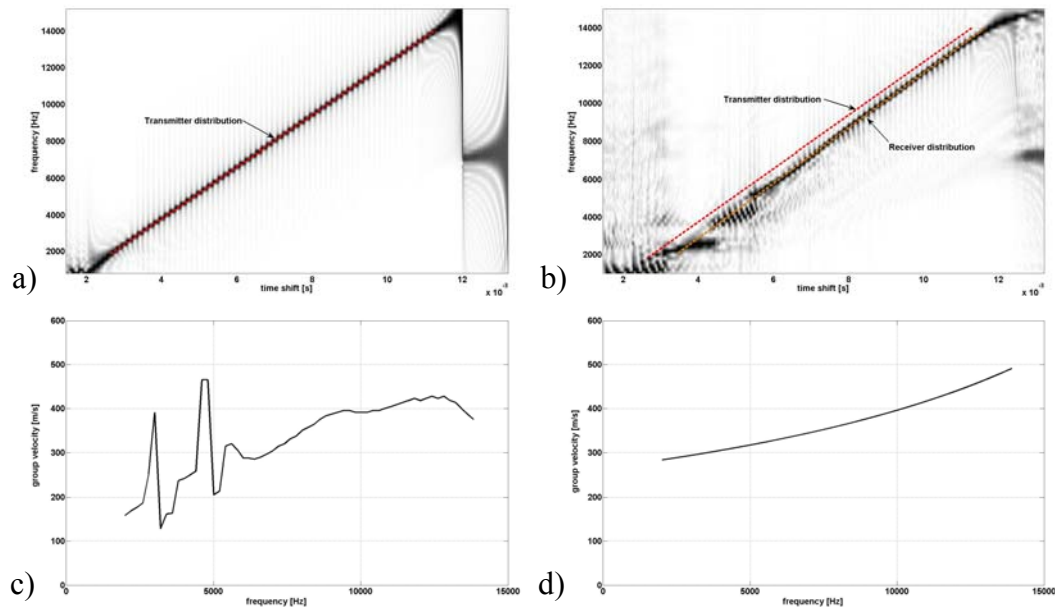 14000
12000
10000
8000
6000
4000
2000
frequency [Hz]
Transmitter distribution
2 4 6 8 10 12
time shift [s]
x 10⁻³
a)
14000
12000
10000
8000
6000
4000
2000
frequency [Hz]
Transmitter distribution
Receiver distribution
2 4 6 8 10 12
time shift [s]
x 10⁻³
b)
600
500
400
300
200
100
0
group velocity [m/s]
0 5000 10000 15000
frequency [Hz]
c)
600
500
400
300
200
100
0
group velocity [m/s]
0 5000 10000 15000
frequency [Hz]
d)